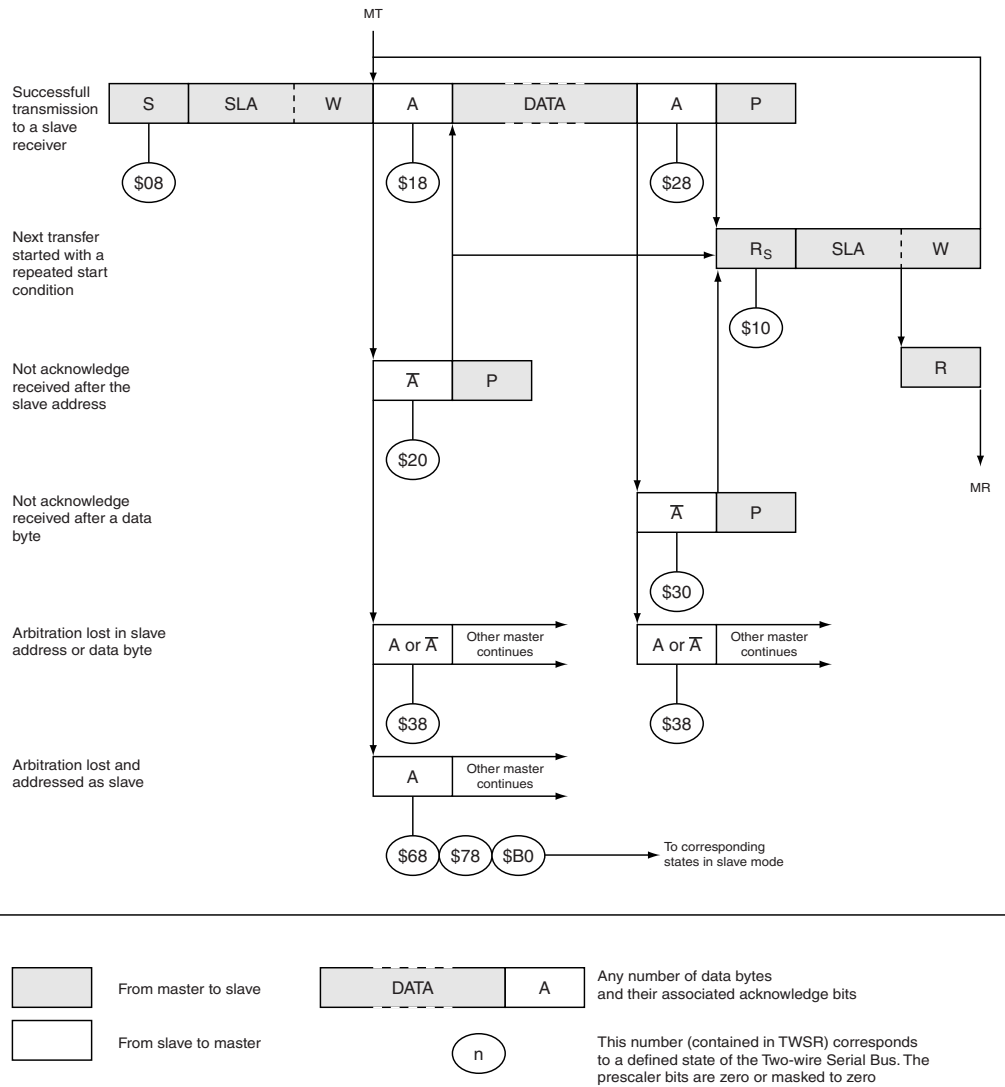 MT
Successfull
transmission
to a slave
receiver
S SLA W A DATA A P
$08 $18 $28
Next transfer
started with a
repeated start
condition
RS SLA W
$10
Not acknowledge
received after the
slave address
A̅ P
R
$20
MR
Not acknowledge
received after a data
byte
A̅ P
$30
Arbitration lost in slave
address or data byte
A or A̅ Other master
continues
A or A̅ Other master
continues
$38 $38
Arbitration lost and
addressed as slave
A Other master
continues
$68 $78 $B0
To corresponding
states in slave mode
From master to slave
DATA A
Any number of data bytes
and their associated acknowledge bits
From slave to master
n
This number (contained in TWSR) corresponds
to a defined state of the Two-wire Serial Bus. The
prescaler bits are zero or masked to zero